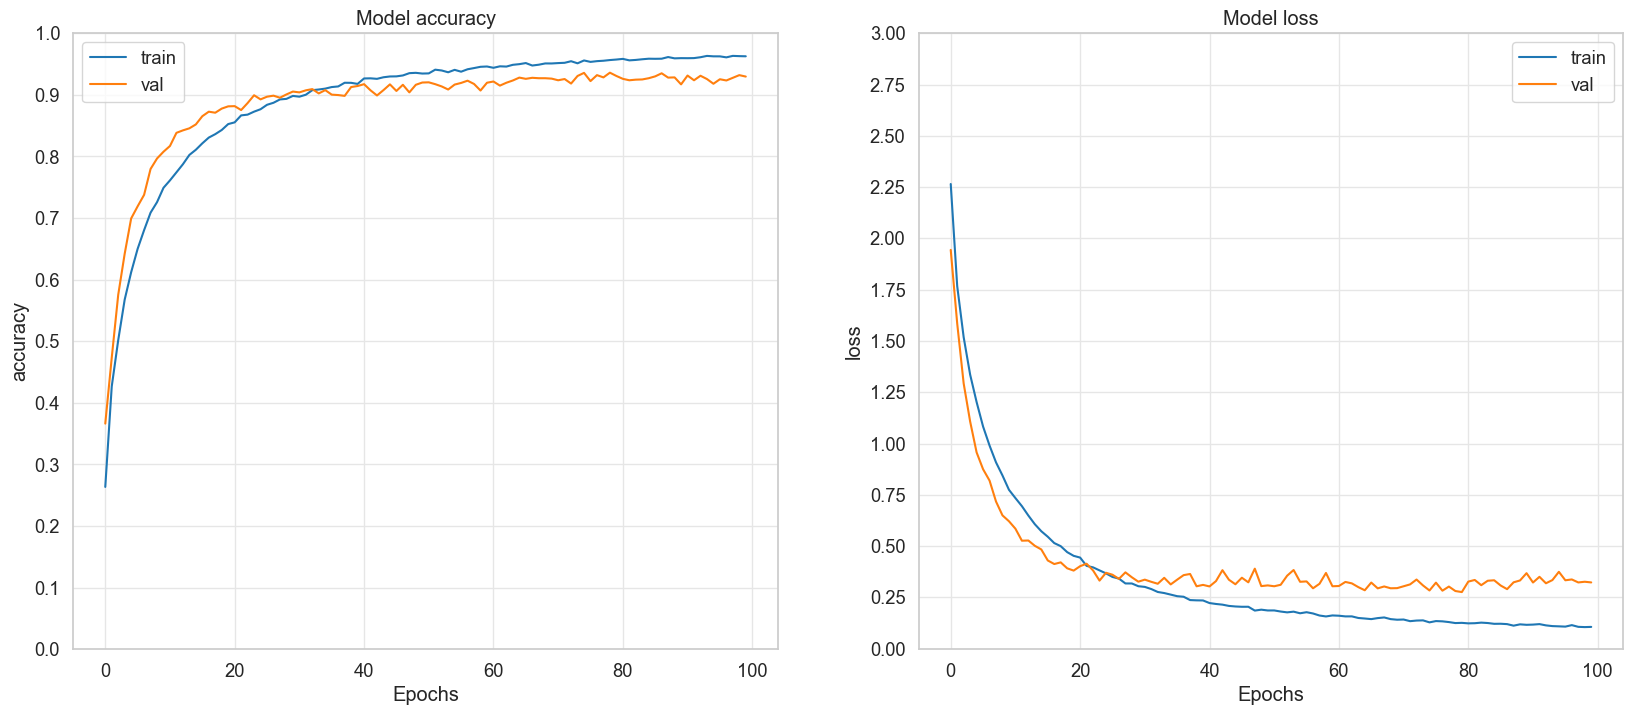 Model accuracy
1.0
0.9
0.8
0.7
0.6
0.5
0.4
0.3
0.2
0.1
0.0
accuracy
train
val
0 20 40 60 80 100
Epochs
Model loss
3.00
2.75
2.50
2.25
2.00
1.75
1.50
1.25
1.00
0.75
0.50
0.25
0.00
loss
train
val
0 20 40 60 80 100
Epochs